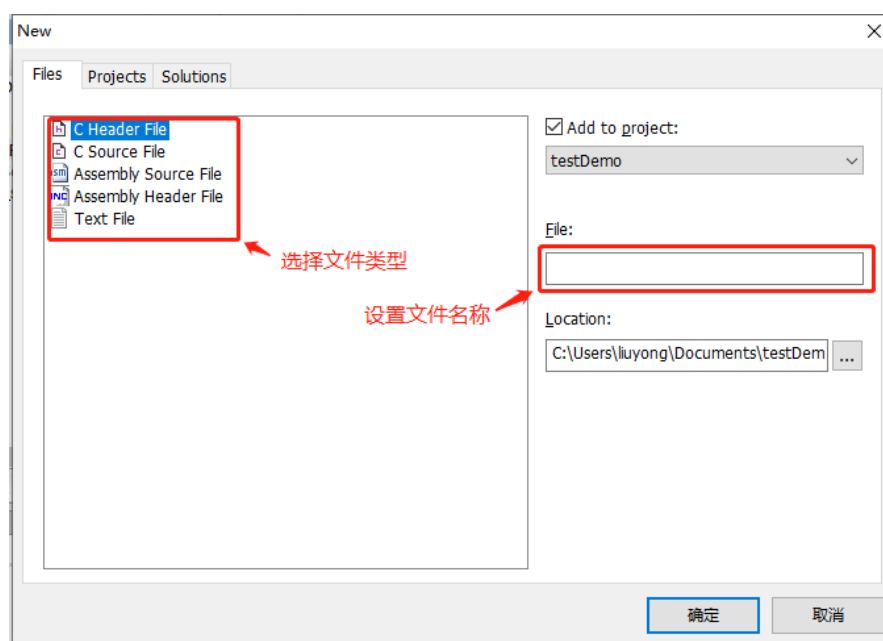 New
Files Projects Solutions
C Header File
C Source File
Assembly Source File
Assembly Header File
Text File
选择文件类型
设置文件名称
Add to project:
testDemo
File:
Location:
C:\Users\liuyong\Documents\testDem
...
确定
取消